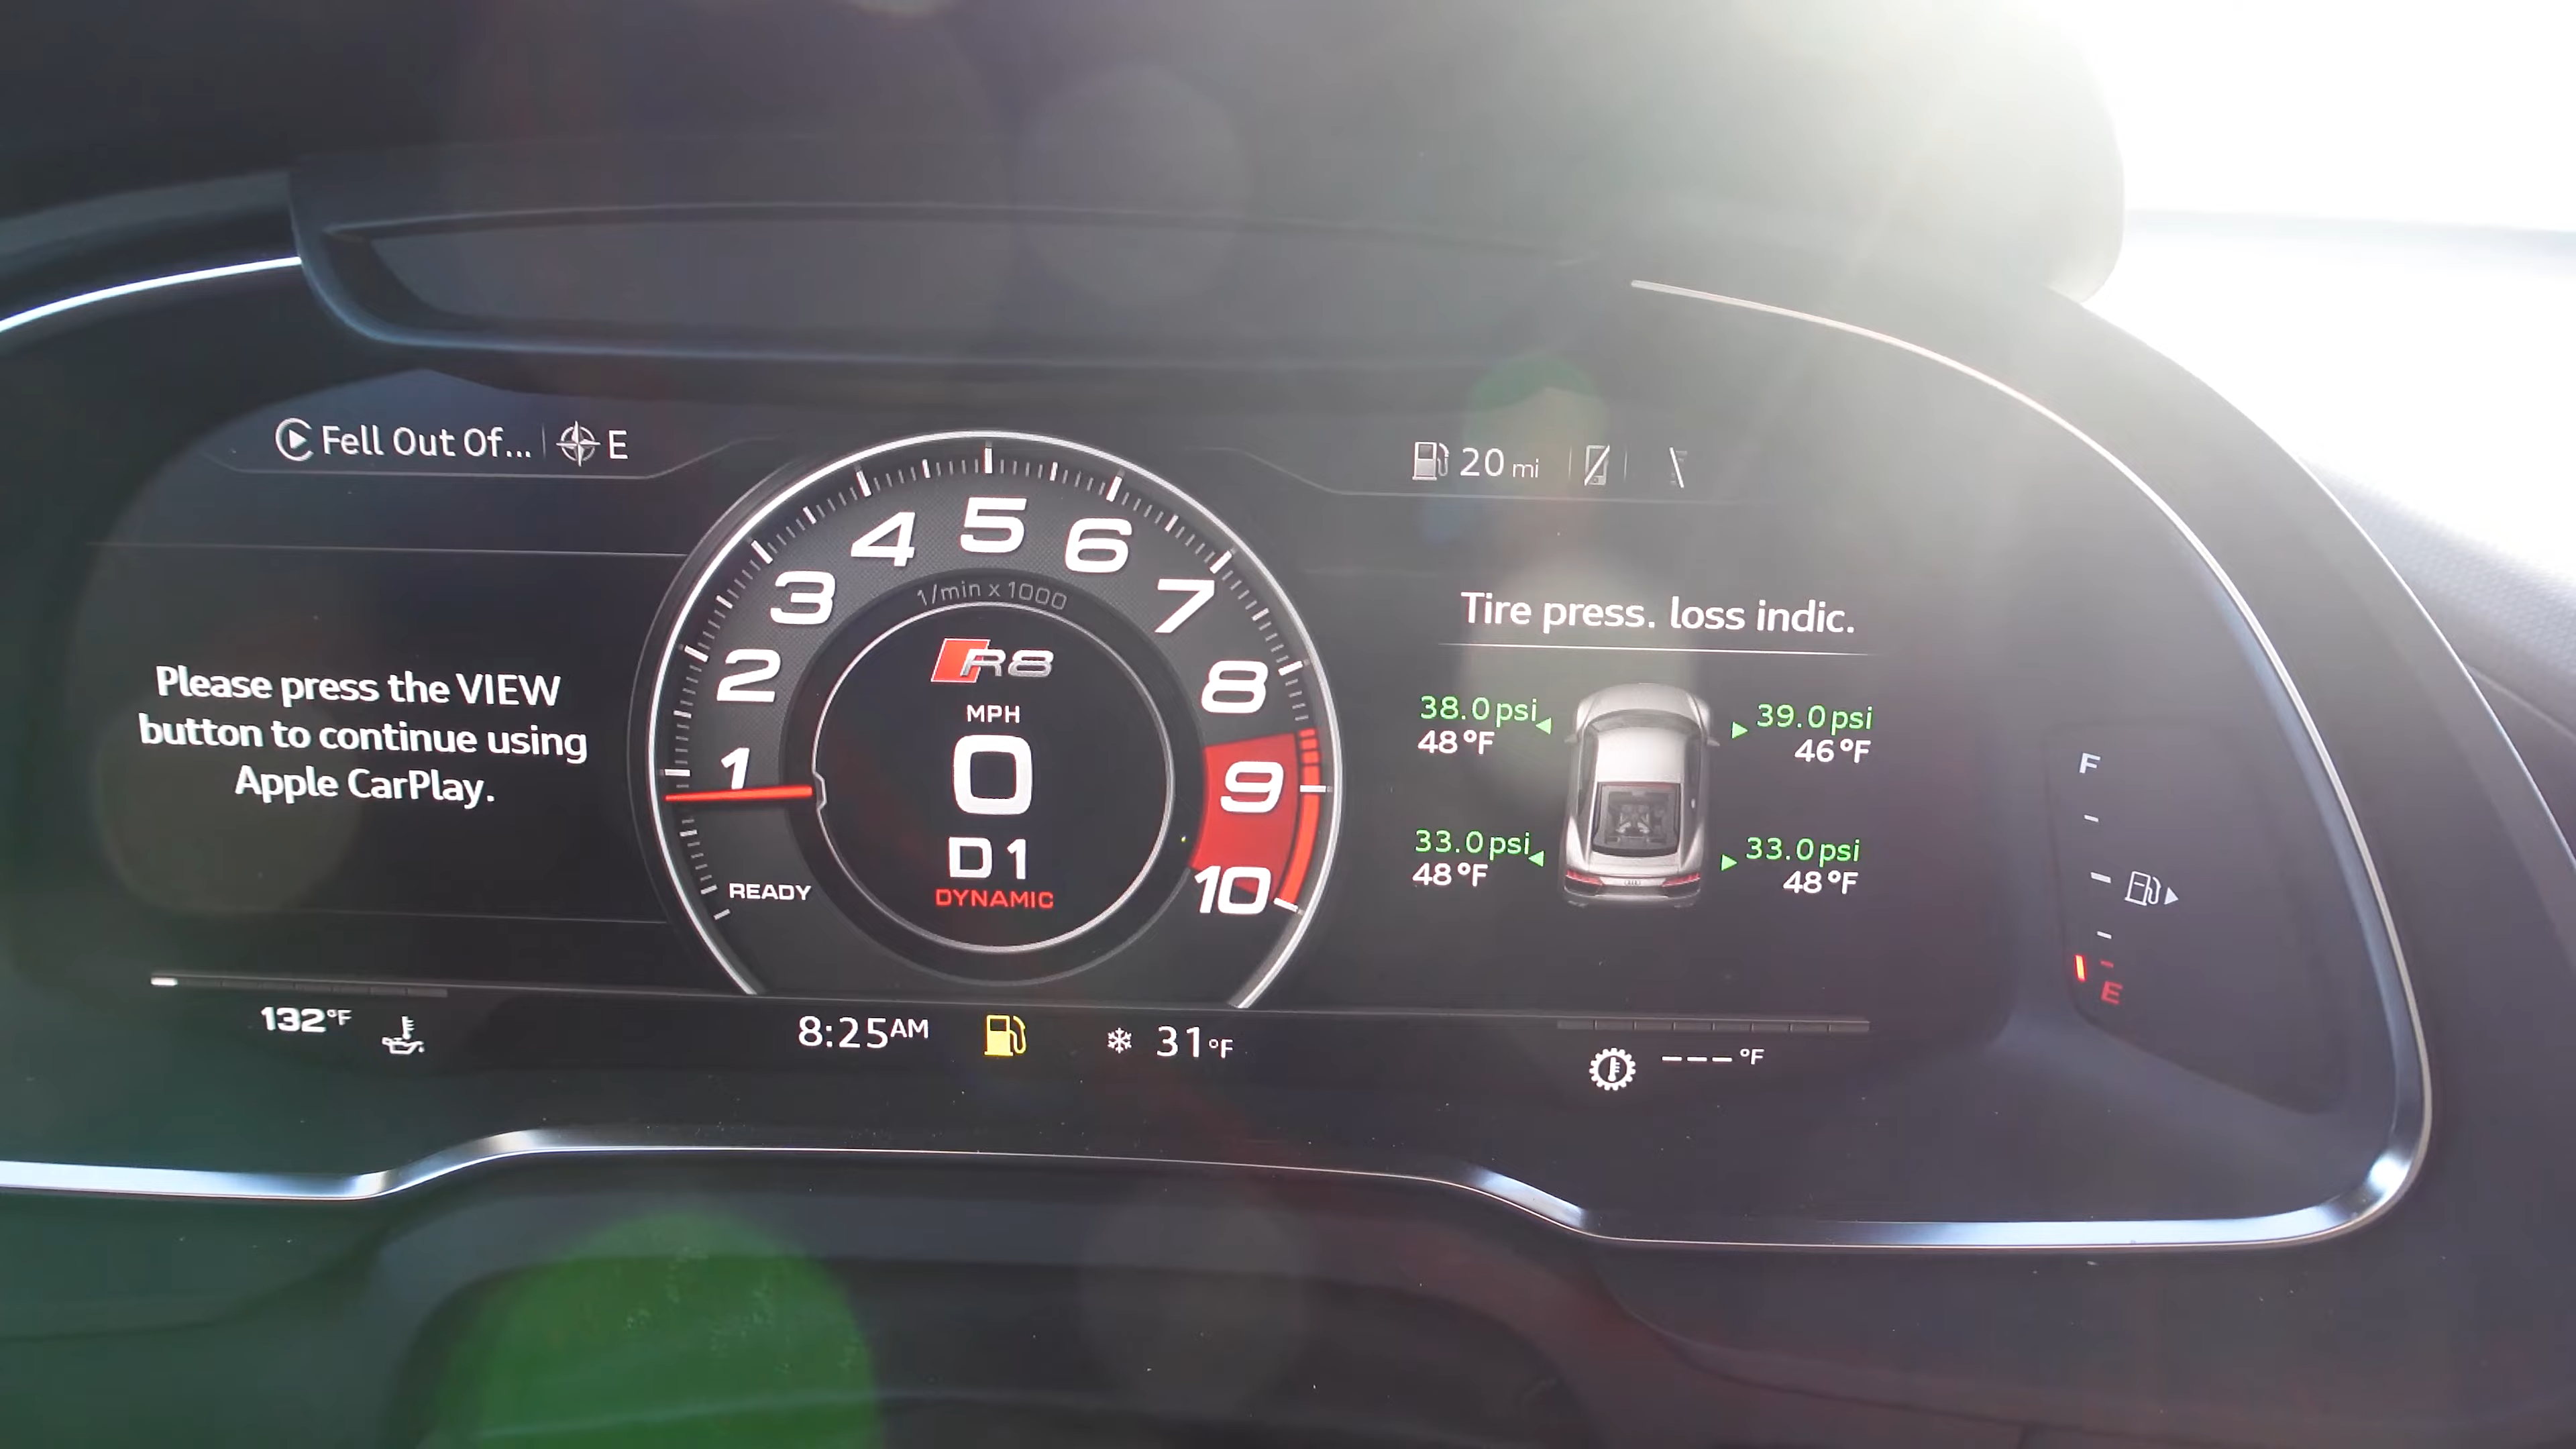 Fell Out Of...
E
20 mi
Please press the VIEW
button to continue using
Apple CarPlay.
1
2
3
4
5
6
7
8
9
10
1/min x 1000
R8
MPH
0
D1
DYNAMIC
READY
Tire press. loss indic.
38.0 psi
48 °F
39.0 psi
46 °F
33.0 psi
48 °F
33.0 psi
48 °F
F
E
132°F
8:25AM
31°F
---°F